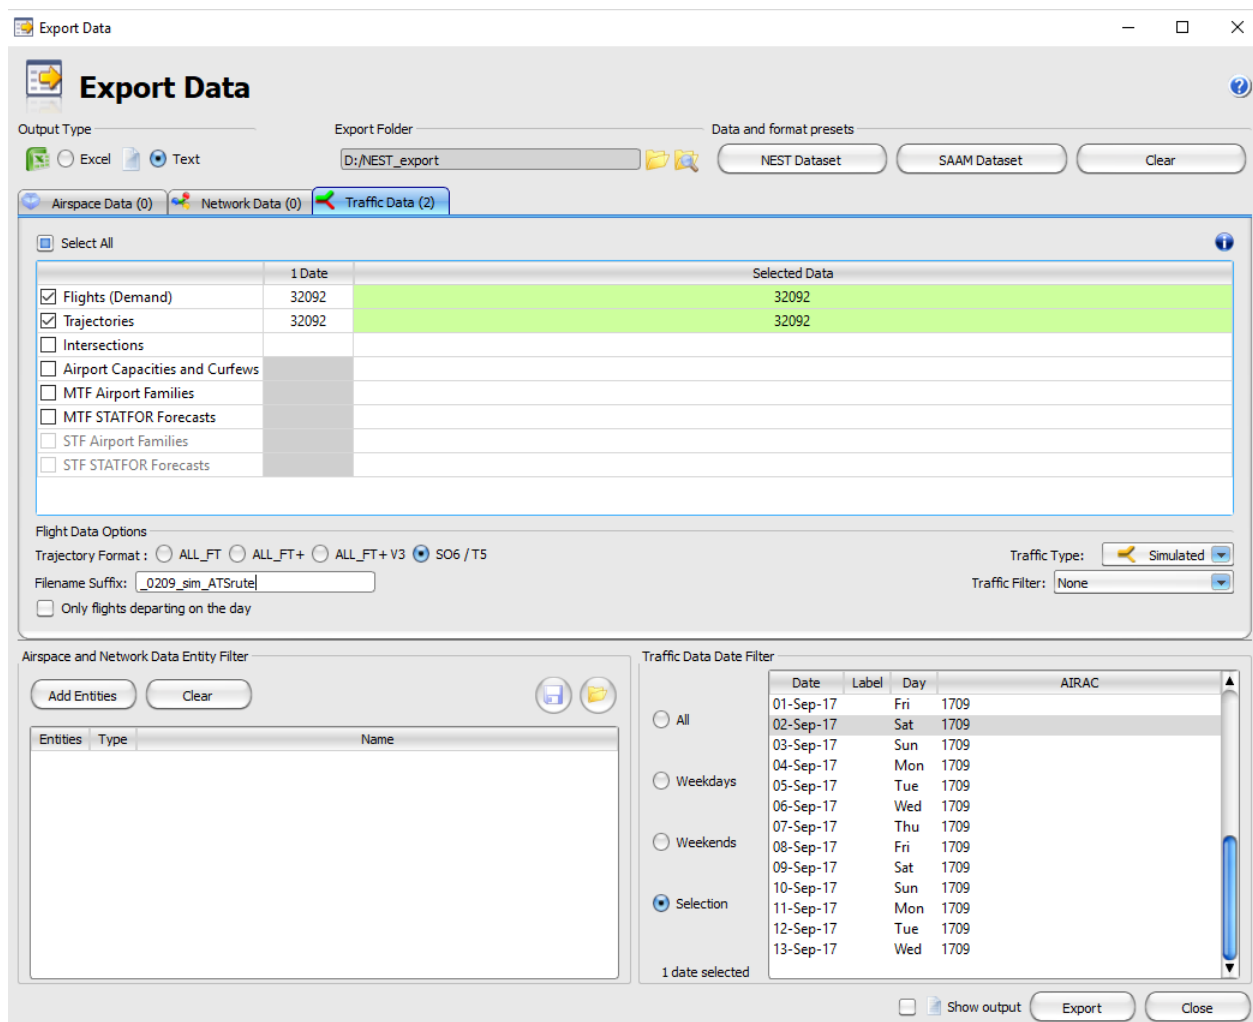 Export Data
Export Data
Output Type
Export Folder
Data and format presets
Excel
Text
D:/NEST_export
NEST Dataset
SAAM Dataset
Clear
Airspace Data (0)
Network Data (0)
Traffic Data (2)
Select All
1 Date
Selected Data
Flights (Demand) 32092 32092
Trajectories 32092 32092
Intersections
Airport Capacities and Curfews
MTF Airport Families
MTF STATFOR Forecasts
STF Airport Families
STF STATFOR Forecasts
Flight Data Options
Trajectory Format : ALL_FT ALL_FT+ ALL_FT+ V3 SO6 / T5
Traffic Type: Simulated
Filename Suffix: _0209_sim_ATSrute
Traffic Filter: None
Only flights departing on the day
Airspace and Network Data Entity Filter
Add Entities
Clear
Entities Type Name
Traffic Data Date Filter
All
Weekdays
Weekends
Selection
1 date selected
Date Label Day AIRAC
01-Sep-17 Fri 1709
02-Sep-17 Sat 1709
03-Sep-17 Sun 1709
04-Sep-17 Mon 1709
05-Sep-17 Tue 1709
06-Sep-17 Wed 1709
07-Sep-17 Thu 1709
08-Sep-17 Fri 1709
09-Sep-17 Sat 1709
10-Sep-17 Sun 1709
11-Sep-17 Mon 1709
12-Sep-17 Tue 1709
13-Sep-17 Wed 1709
Show output
Export
Close